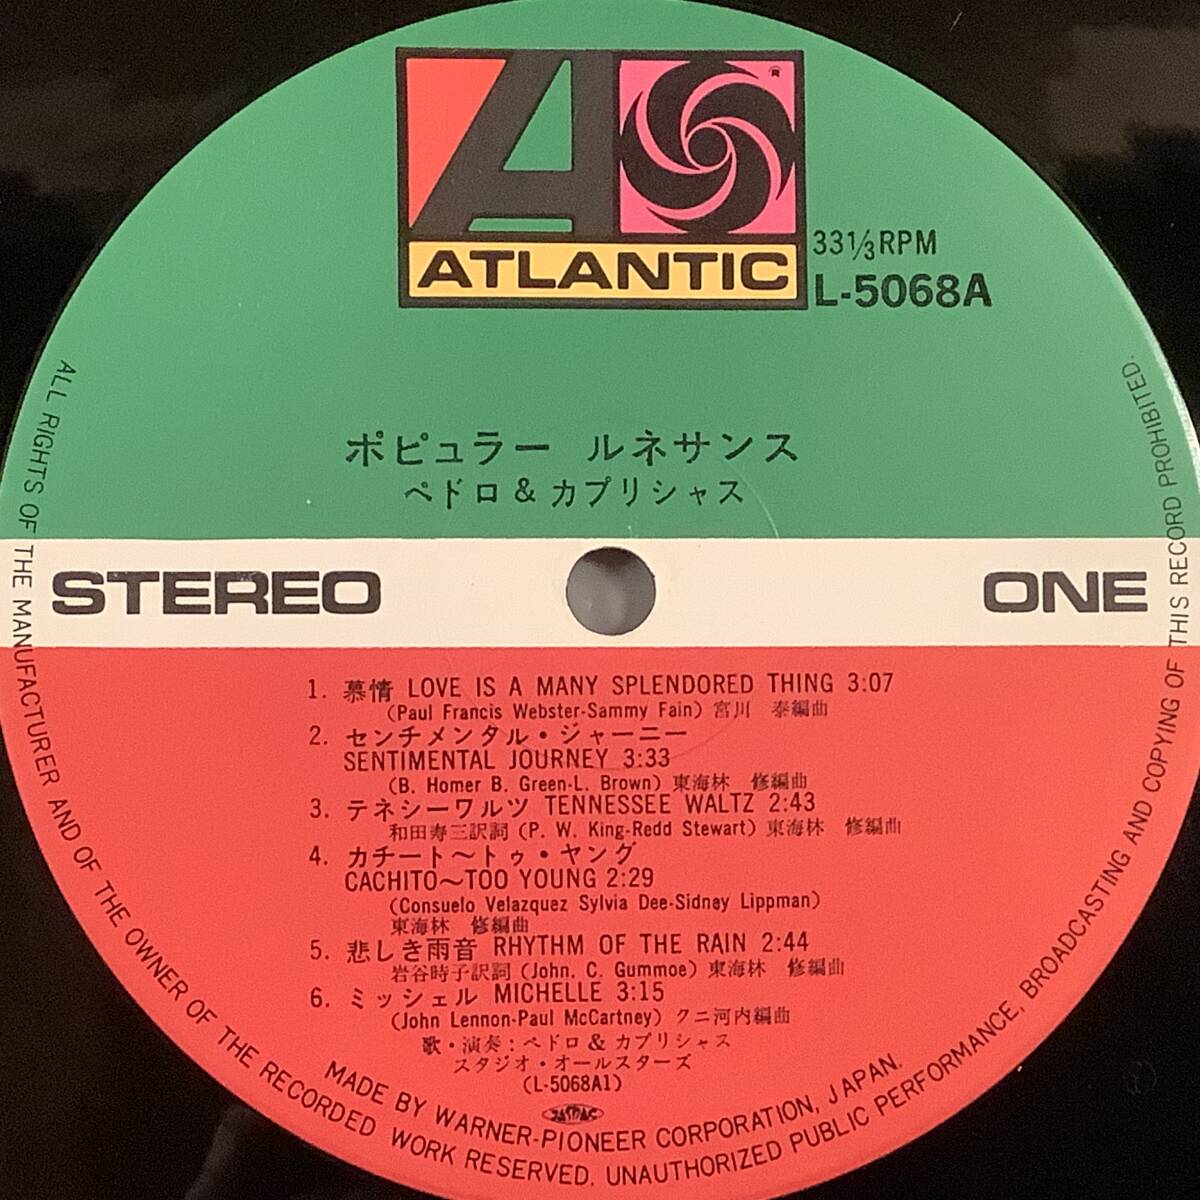 ATLANTIC
®
33⅓RPM
L-5068A
ポピュラー ルネサンス
ペドロ & カプリシャス
STEREO
ONE
1. 慕情 LOVE IS A MANY SPLENDORED THING 3:07
(Paul Francis Webster-Sammy Fain) 宮川 泰編曲
2. センチメンタル・ジャーニー
SENTIMENTAL JOURNEY 3:33
(B. Homer B. Green-L. Brown) 東海林 修編曲
3. テネシーワルツ TENNESSEE WALTZ 2:43
和田寿三訳詞 (P. W. King-Redd Stewart) 東海林 修編曲
4. カチート～トゥ・ヤング
CACHITO～TOO YOUNG 2:29
(Consuelo Velazquez Sylvia Dee-Sidney Lippman)
東海林 修編曲
5. 悲しき雨音 RHYTHM OF THE RAIN 2:44
岩谷時子訳詞 (John. C. Gummoe) 東海林 修編曲
6. ミッシェル MICHELLE 3:15
(John Lennon-Paul McCartney) クニ河内編曲
歌・演奏：ペドロ & カプリシャス
スタジオ・オールスターズ
(L-5068A1)
MADE BY WARNER-PIONEER CORPORATION, JAPAN.
ALL RIGHTS OF THE MANUFACTURER AND OF THE OWNER OF THE RECORDED WORK RESERVED. UNAUTHORIZED PUBLIC PERFORMANCE, BROADCASTING AND COPYING OF THIS RECORD PROHIBITED.